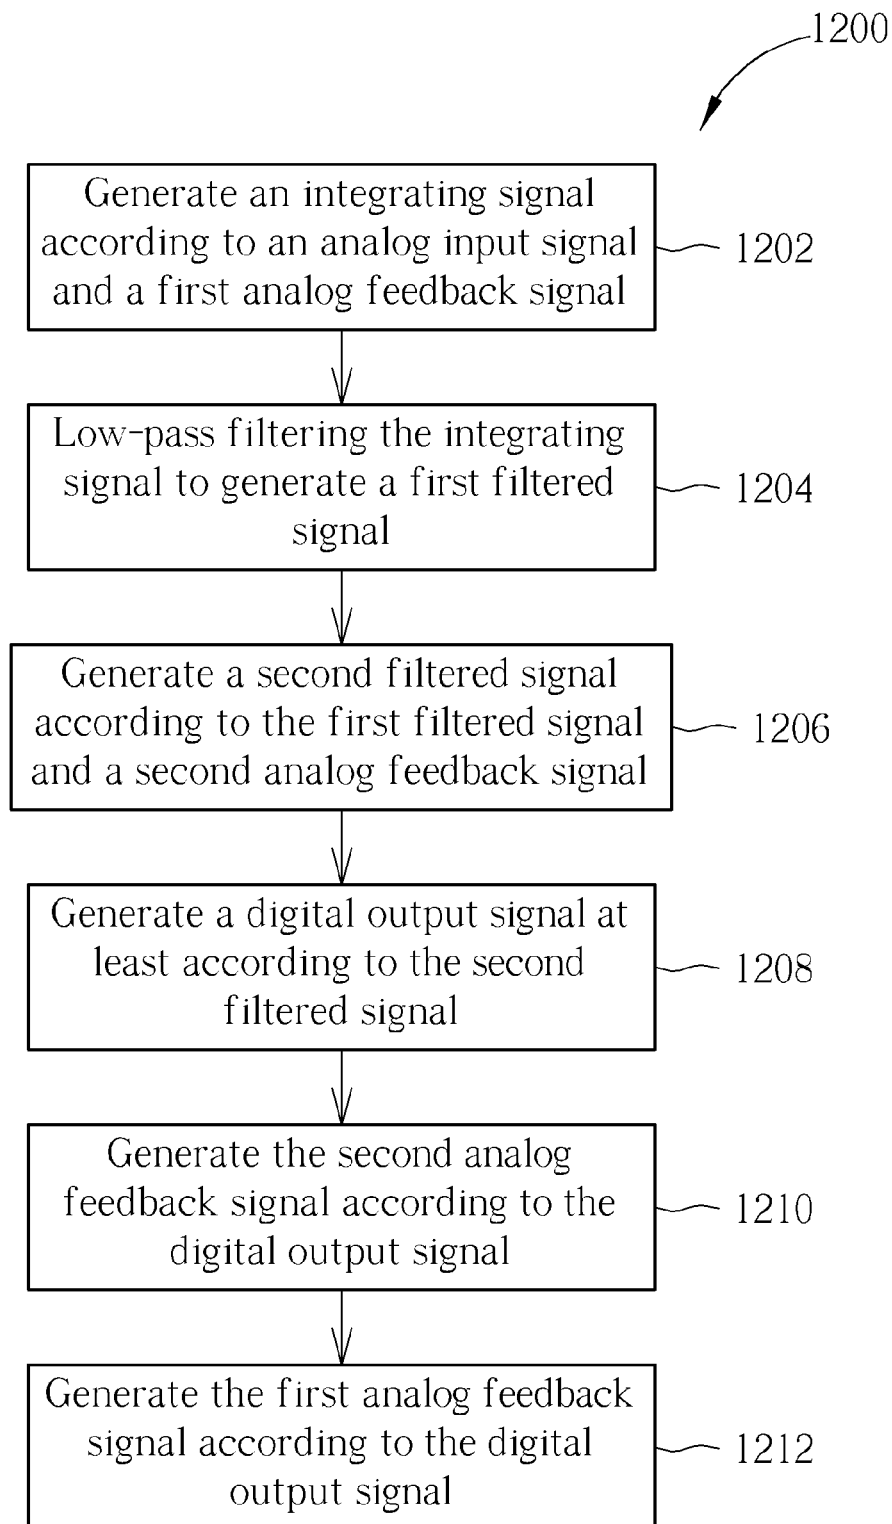 1200
Generate an integrating signal
according to an analog input signal
and a first analog feedback signal
1202
Low-pass filtering the integrating
signal to generate a first filtered
signal
1204
Generate a second filtered signal
according to the first filtered signal
and a second analog feedback signal
1206
Generate a digital output signal at
least according to the second
filtered signal
1208
Generate the second analog
feedback signal according to the
digital output signal
1210
Generate the first analog feedback
signal according to the digital
output signal
1212